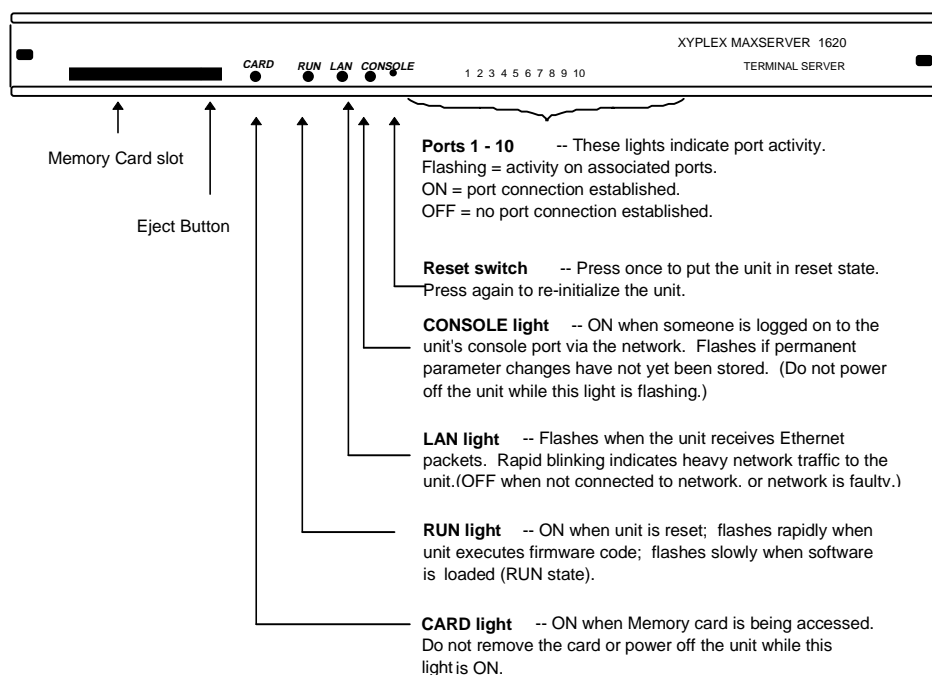 XYPLEX MAXSERVER 1620
TERMINAL SERVER
CARD RUN LAN CONSOLE
1 2 3 4 5 6 7 8 9 10
Memory Card slot
Eject Button
Ports 1 - 10 -- These lights indicate port activity.
Flashing = activity on associated ports.
ON = port connection established.
OFF = no port connection established.
Reset switch -- Press once to put the unit in reset state.
Press again to re-initialize the unit.
CONSOLE light -- ON when someone is logged on to the
unit's console port via the network. Flashes if permanent
parameter changes have not yet been stored. (Do not power
off the unit while this light is flashing.)
LAN light -- Flashes when the unit receives Ethernet
packets. Rapid blinking indicates heavy network traffic to the
unit.(OFF when not connected to network. or network is faulty.)
RUN light -- ON when unit is reset; flashes rapidly when
unit executes firmware code; flashes slowly when software
is loaded (RUN state).
CARD light -- ON when Memory card is being accessed.
Do not remove the card or power off the unit while this
light is ON.